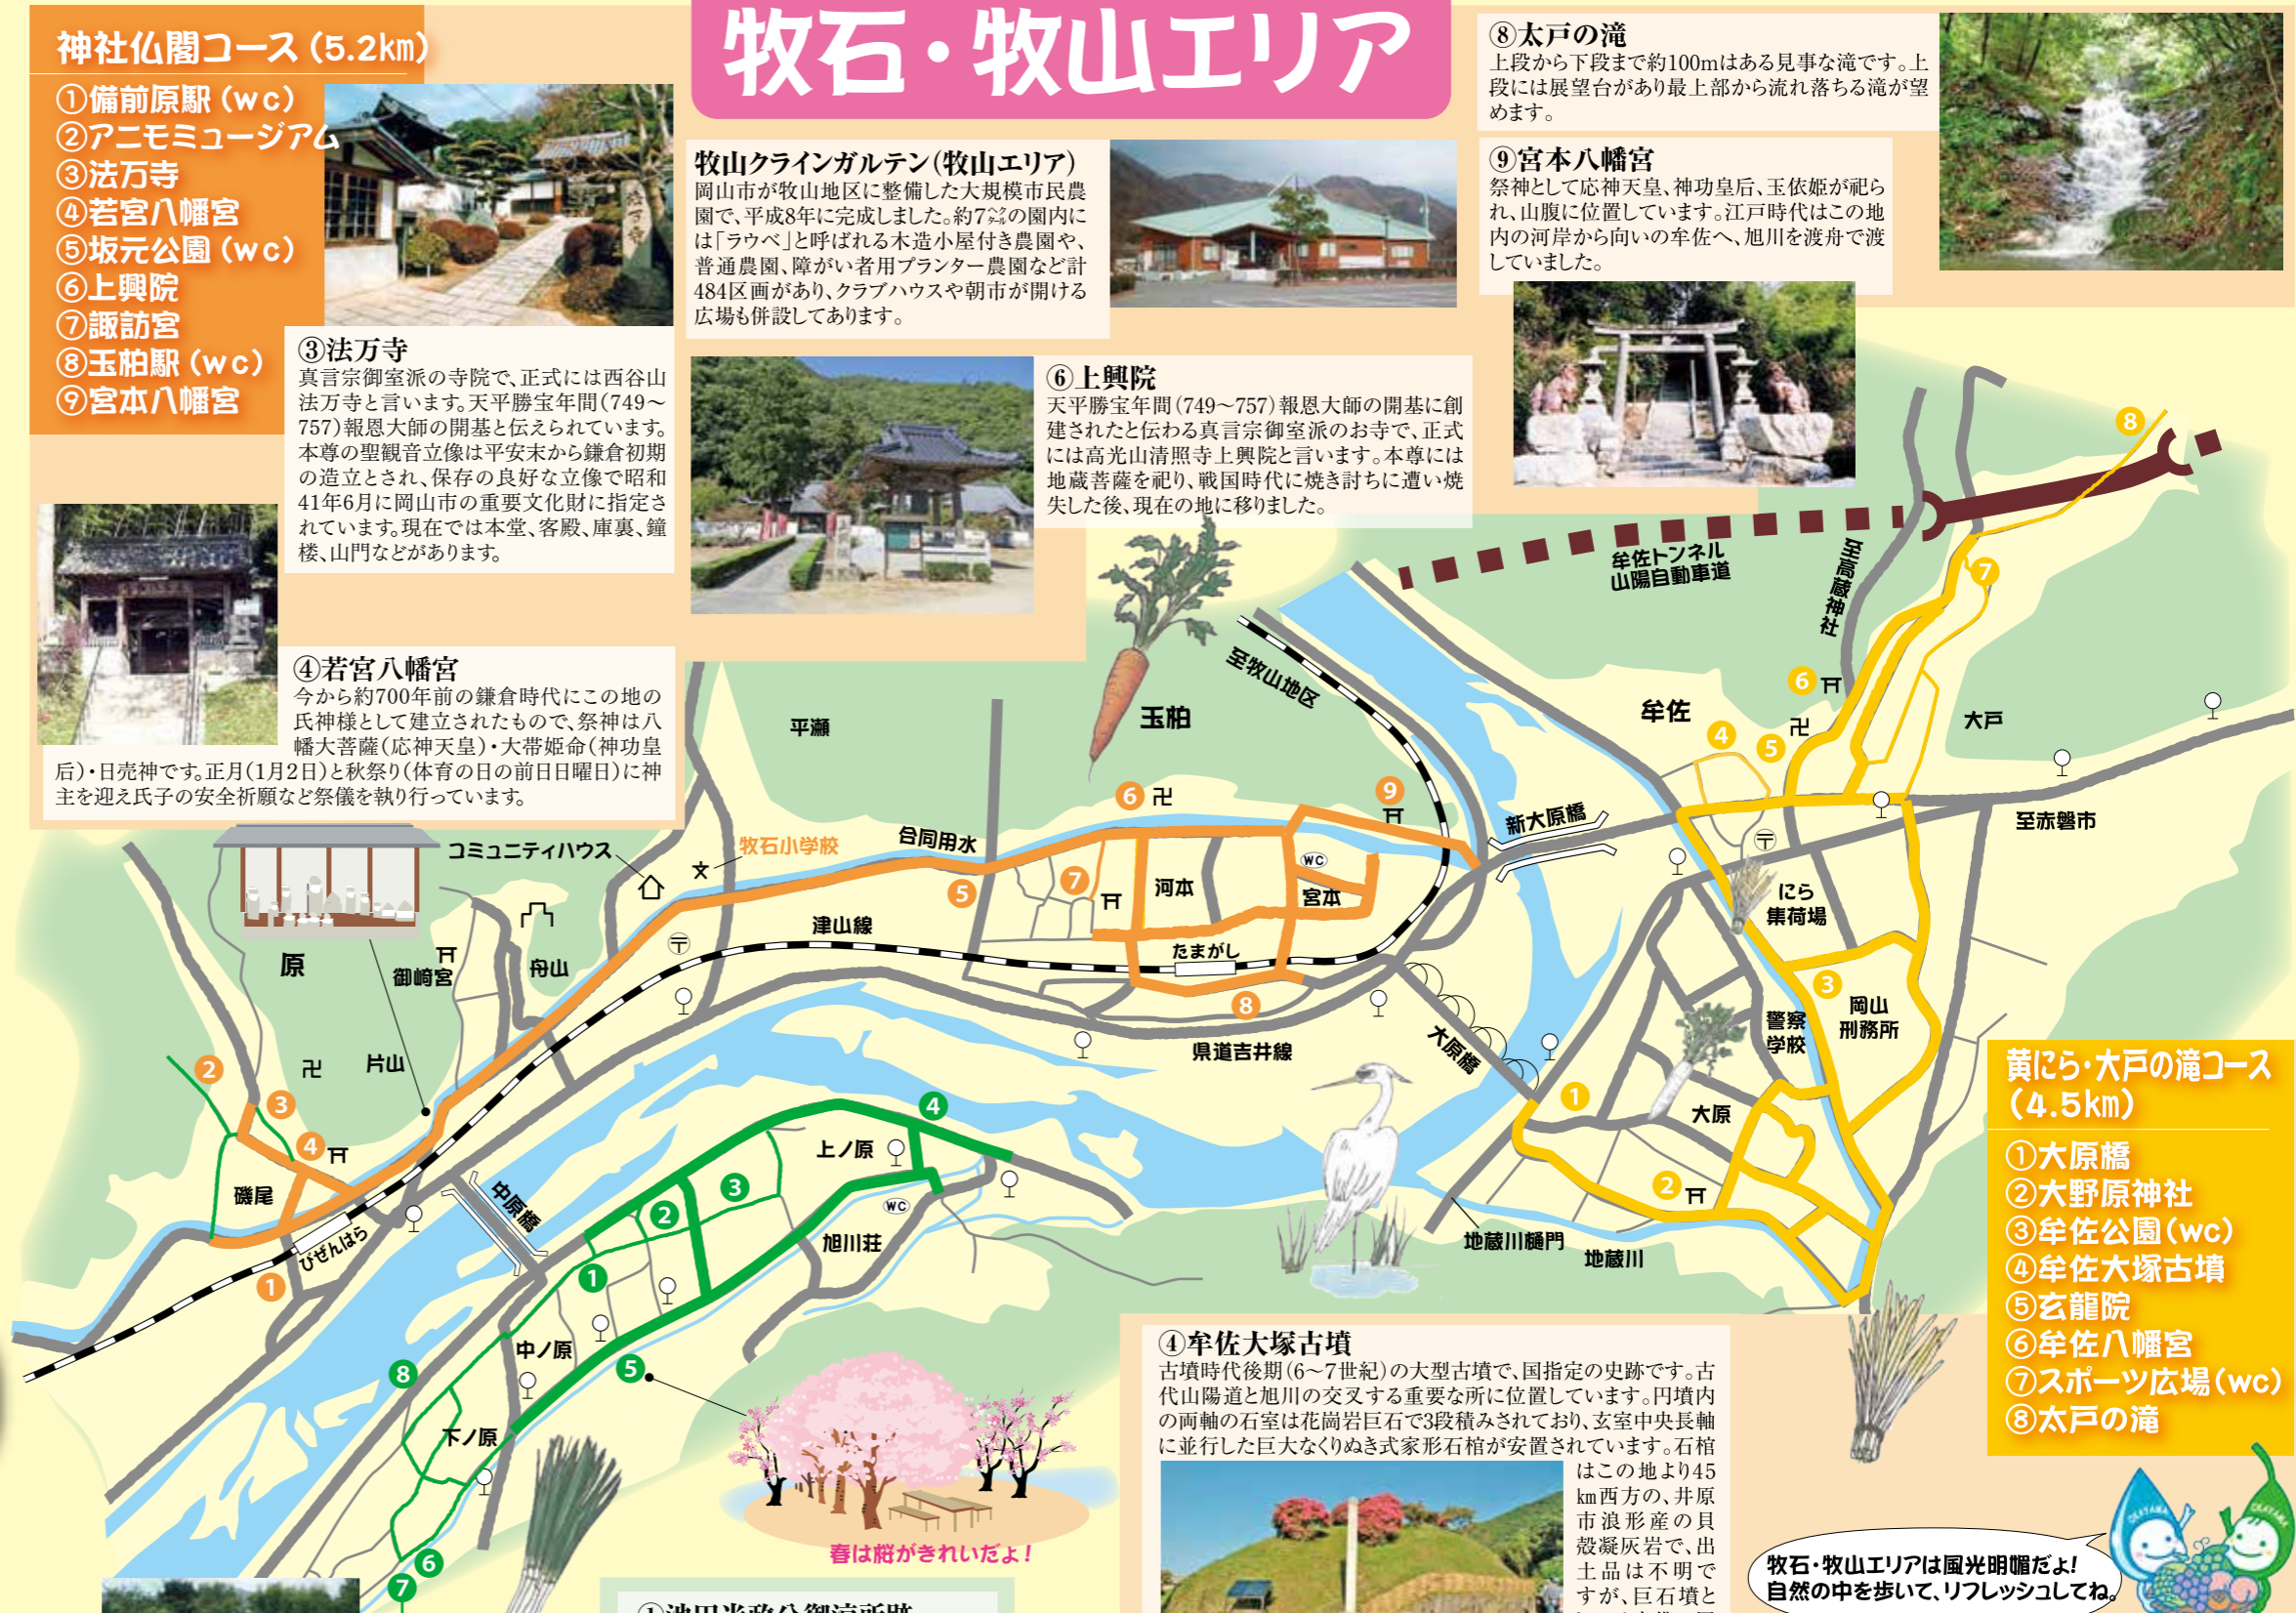 牧石・牧山エリア
神社仏閣コース（5.2km）
①備前原駅（wc）
②アニモミュージアム
③法万寺
④若宮八幡宮
⑤坂元公園（wc）
⑥上興院
⑦諏訪宮
⑧玉柏駅（wc）
⑨宮本八幡宮
③法万寺
真言宗御室派の寺院で、正式には西谷山
法万寺と言います。天平勝宝年間（749～
757）報恩大師の開基と伝えられています。
本尊の聖観音立像は平安末から鎌倉初期
の造立とされ、保存の良好な立像で昭和
41年6月に岡山市の重要文化財に指定さ
れています。現在では本堂、客殿、庫裏、鐘
楼、山門などがあります。
④若宮八幡宮
今から約700年前の鎌倉時代にこの地の
氏神様として建立されたもので、祭神は八
幡大菩薩（応神天皇）・大帯姫命（神功皇
后）・日売神です。正月（1月2日）と秋祭り（体育の日の前日日曜日）に神
主を迎え氏子の安全祈願など祭儀を執り行っています。
牧山クラインガルテン（牧山エリア）
岡山市が牧山地区に整備した大規模市民農
園で、平成8年に完成しました。約7㌶の園内に
は「ラウベ」と呼ばれる木造小屋付き農園や、
普通農園、障がい者用プランター農園など計
484区画があり、クラブハウスや朝市が開ける
広場も併設してあります。
⑥上興院
天平勝宝年間（749～757）報恩大師の開基に創
建されたと伝わる真言宗御室派のお寺で、正式
には高光山清照寺上興院と言います。本尊には
地蔵菩薩を祀り、戦国時代に焼き討ちに遭い焼
失した後、現在の地に移りました。
⑧太戸の滝
上段から下段まで約100mはある見事な滝です。上
段には展望台があり最上部から流れ落ちる滝が望
めます。
⑨宮本八幡宮
祭神として応神天皇、神功皇后、玉依姫が祀ら
れ、山腹に位置しています。江戸時代はこの地
内の河岸から向いの牟佐へ、旭川を渡舟で渡
していました。
法万寺
牟佐トンネル
山陽自動車道
至高蔵神社
至牧山地区
平瀬
玉柏
牟佐
大戸
至赤磐市
新大原橋
コミュニティハウス
文
牧石小学校
合同用水
津山線
河本
宮本
WC
たまがし
県道吉井線
大原橋
にら
集荷場
岡山
刑務所
警察
学校
大原
地蔵川樋門
地蔵川
原
御崎宮
舟山
片山
磯尾
びぜんはら
中原橋
上ノ原
WC
旭川荘
中ノ原
下ノ原
2
3
4
1
5
6
7
8
9
1
2
3
4
5
6
7
8
1
2
3
4
5
6
7
8
春は桜がきれいだよ！
黄にら・大戸の滝コース
（4.5km）
①大原橋
②大野原神社
③牟佐公園（wc）
④牟佐大塚古墳
⑤玄龍院
⑥牟佐八幡宮
⑦スポーツ広場（wc）
⑧太戸の滝
④牟佐大塚古墳
古墳時代後期（6～7世紀）の大型古墳で、国指定の史跡です。古
代山陽道と旭川の交叉する重要な所に位置しています。円墳内
の両軸の石室は花崗岩巨石で3段積みされており、玄室中央長軸
に並行した巨大なくりぬき式家形石棺が安置されています。石棺
はこの地より45
km西方の、井原
市浪形産の貝
殻凝灰岩で、出
土品は不明で
すが、巨石墳と
牧石・牧山エリアは風光明媚だよ！
自然の中を歩いて、リフレッシュしてね。
OKAYAMA
OKAYAMA